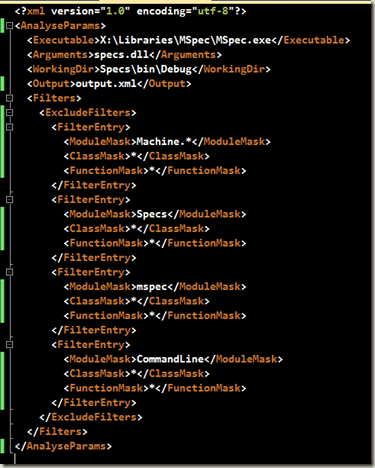 <?xml version="1.0" encoding="utf-8"?>
<AnalyseParams>
<Executable>X:\Libraries\MSpec\MSpec.exe</Executable>
<Arguments>specs.dll</Arguments>
<WorkingDir>Specs\bin\Debug</WorkingDir>
<Output>output.xml</Output>
<Filters>
<ExcludeFilters>
<FilterEntry>
<ModuleMask>Machine.*</ModuleMask>
<ClassMask>*</ClassMask>
<FunctionMask>*</FunctionMask>
</FilterEntry>
<FilterEntry>
<ModuleMask>Specs</ModuleMask>
<ClassMask>*</ClassMask>
<FunctionMask>*</FunctionMask>
</FilterEntry>
<FilterEntry>
<ModuleMask>mspec</ModuleMask>
<ClassMask>*</ClassMask>
<FunctionMask>*</FunctionMask>
</FilterEntry>
<FilterEntry>
<ModuleMask>CommandLine</ModuleMask>
<ClassMask>*</ClassMask>
<FunctionMask>*</FunctionMask>
</FilterEntry>
</ExcludeFilters>
</Filters>
</AnalyseParams>